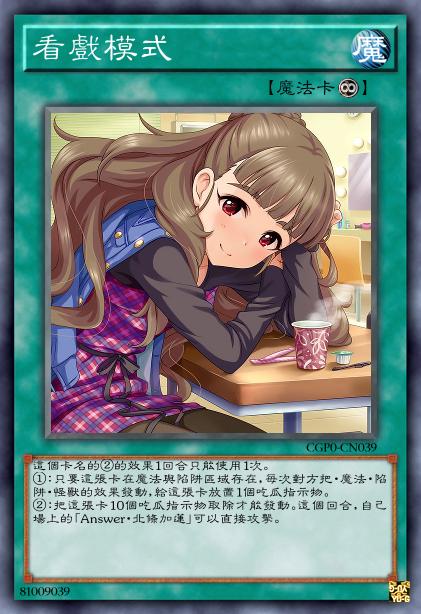 看戲模式
魔
【魔法卡】
CGP0-CN039
這個卡名的②的效果1回合只能使用1次。
①:只要這張卡在魔法與陷阱區域存在,每次對方把·魔法·陷
阱·怪獸的效果發動,給這張卡放置1個吃瓜指示物。
②:把這張卡10個吃瓜指示物取除才能發動。這個回合,自己
場上的「Answer·北條加蓮」可以直接攻擊。
81009039